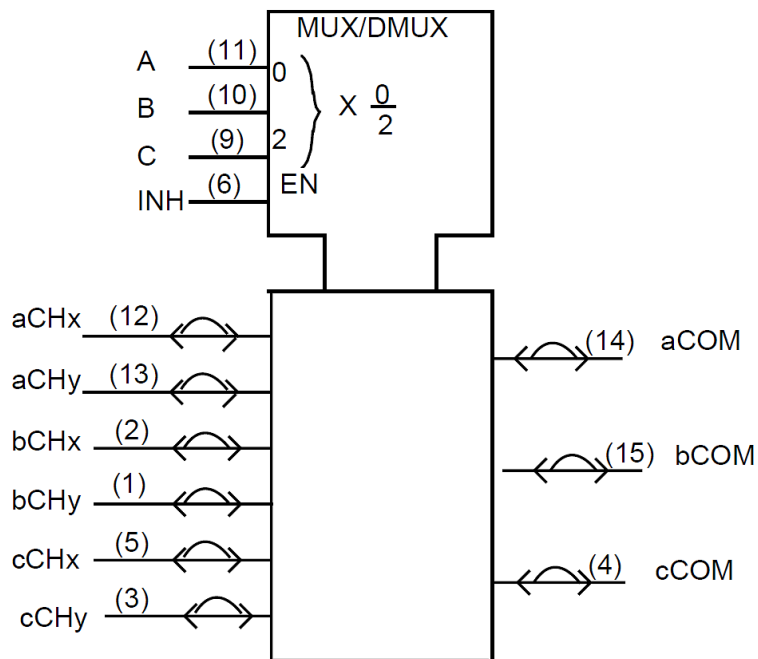 MUX/DMUX
A (11) 0
B (10) X 0/2
C (9) 2
INH (6) EN
aCHx (12)
(14) aCOM
aCHy (13)
bCHx (2)
(15) bCOM
bCHy (1)
cCHx (5)
(4) cCOM
cCHy (3)